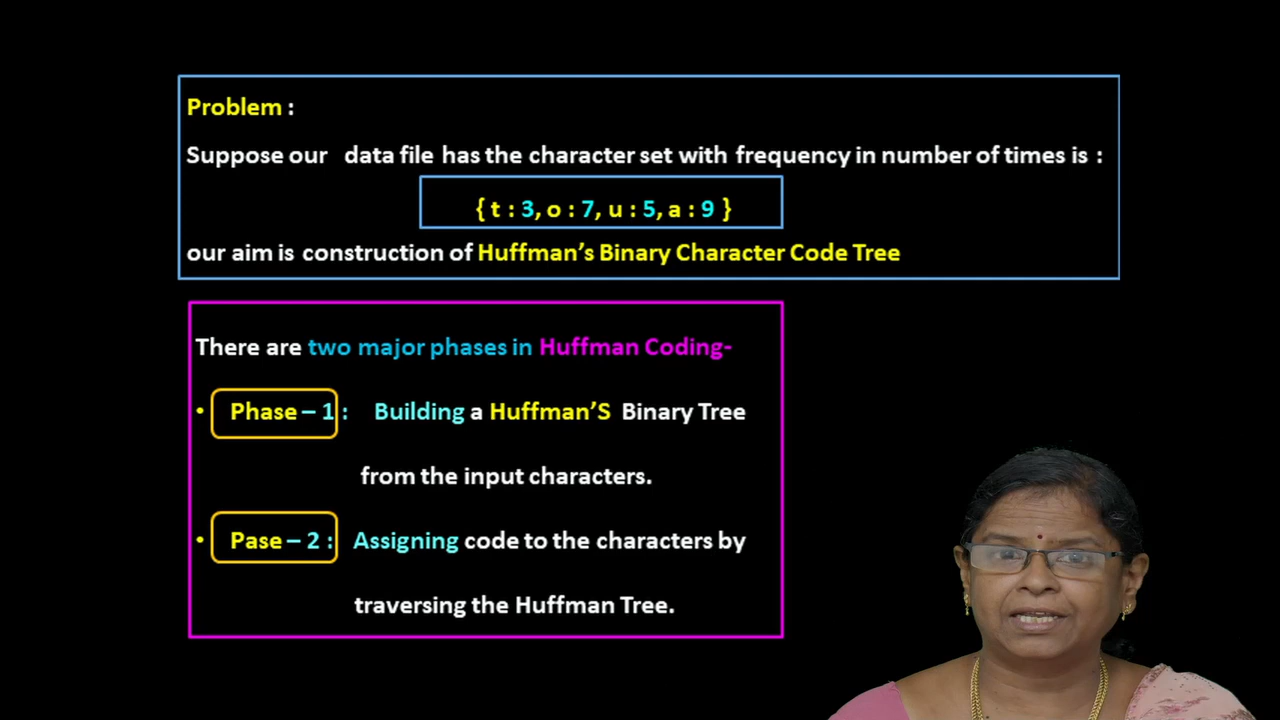 Problem :
Suppose our data file has the character set with frequency in number of times is :
{ t : 3, o : 7, u : 5, a : 9 }
our aim is construction of Huffman’s Binary Character Code Tree
There are two major phases in Huffman Coding-
• Phase – 1 : Building a Huffman’S Binary Tree
from the input characters.
• Pase – 2 : Assigning code to the characters by
traversing the Huffman Tree.